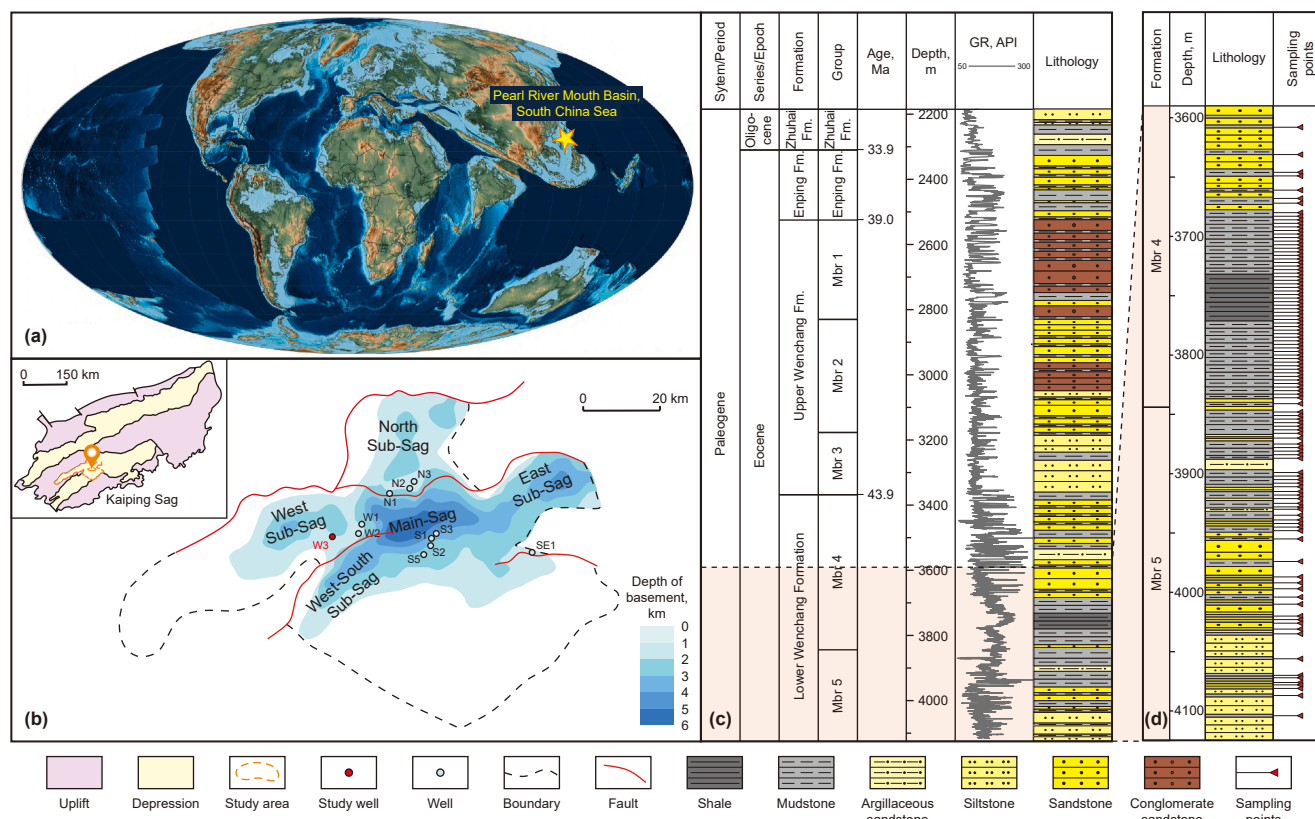 Pearl River Mouth Basin,
South China Sea
(a)
0 150 km
Kaiping Sag
0 20 km
North
Sub-Sag
N3
N2
N1
East
Sub-Sag
West
Sub-Sag
W1
W2
W3
Main-Sag
S3
S1
S2
S5
SE1
West-South
Sub-Sag
Depth of
basement,
km
0
1
2
3
4
5
6
(b)
Sytem/Period
Series/Epoch
Formation
Group
Age,
Ma
Depth,
m
GR, API
50 300
Lithology
Paleogene
Oligo-
cene
Eocene
Zhuhai
Fm.
Enping Fm.
Upper Wenchang Fm.
Lower Wenchang Formation
Zhuhai
Fm.
Enping Fm.
Mbr 1
Mbr 2
Mbr 3
Mbr 4
Mbr 5
33.9
39.0
43.9
2200
2400
2600
2800
3000
3200
3400
3600
3800
4000
(c)
Formation
Depth, m
Lithology
Sampling
points
Mbr 4
Mbr 5
3600
3700
3800
3900
4000
4100
(d)
Uplift
Depression
Study area
Study well
Well
Boundary
Fault
Shale
Mudstone
Argillaceous
sandstone
Siltstone
Sandstone
Conglomerate
sandstone
Sampling
points